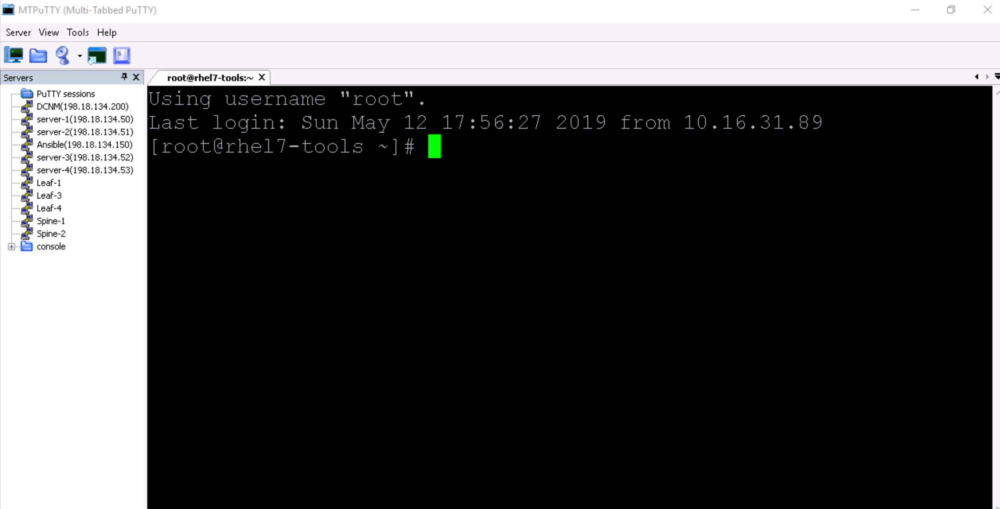 MTPuTTY (Multi-Tabbed PuTTY)
Server View Tools Help
S
Servers
root@rhel7-tools:~
PuTTY sessions
DCNM(198.18.134.200)
server-1(198.18.134.50)
server-2(198.18.134.51)
Ansible(198.18.134.150)
server-3(198.18.134.52)
server-4(198.18.134.53)
Leaf-1
Leaf-3
Leaf-4
Spine-1
Spine-2
console
Using username "root".
Last login: Sun May 12 17:56:27 2019 from 10.16.31.89
[root@rhel7-tools ~]#